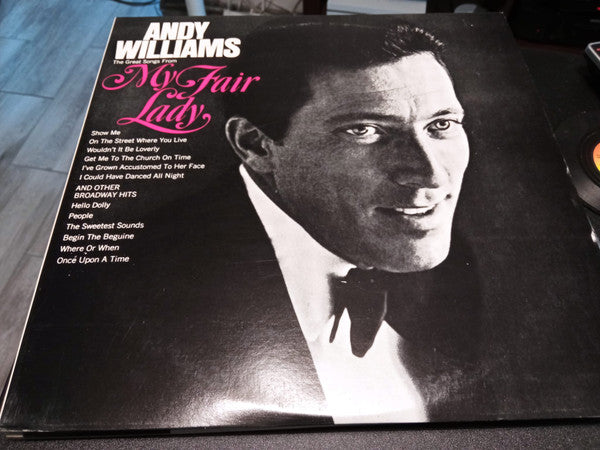 ANDY
WILLIAMS
The Great Songs From
My Fair
Lady
Show Me
On The Street Where You Live
Wouldn't It Be Loverly
Get Me To The Church On Time
I've Grown Accustomed To Her Face
I Could Have Danced All Night
AND OTHER
BROADWAY HITS
Hello Dolly
People
The Sweetest Sounds
Begin The Beguine
Where Or When
Once Upon A Time